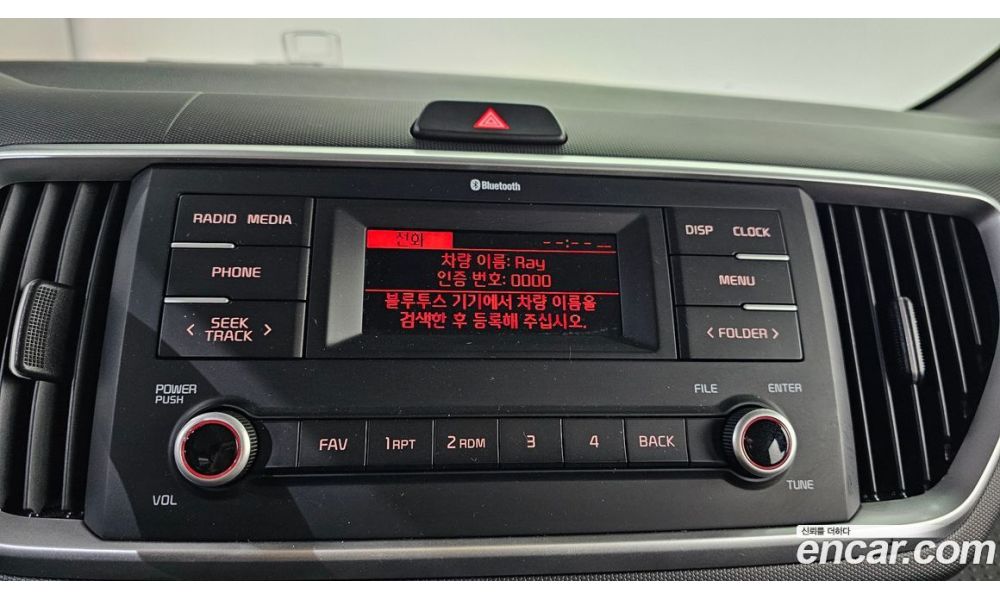 Bluetooth
RADIO MEDIA
PHONE
< SEEK >
TRACK
전화 --:-- --
차량 이름: Ray
인증 번호: 0000
블루투스 기기에서 차량 이름을
검색한 후 등록해 주십시오.
DISP CLOCK
MENU
< FOLDER >
POWER
PUSH
VOL
FAV 1 RPT 2 RDM 3 4 BACK
FILE ENTER
TUNE
신뢰를 더하다
encar.com